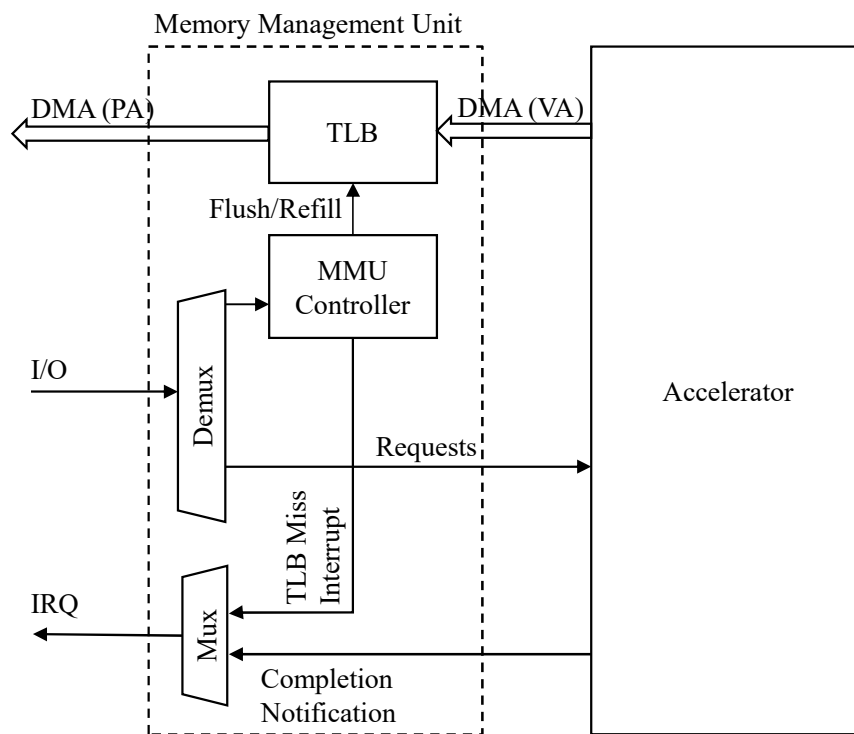 Memory Management Unit
DMA (PA)
TLB
DMA (VA)
Flush/Refill
MMU
Controller
I/O
Demux
Accelerator
Requests
TLB Miss
Interrupt
IRQ
Mux
Completion
Notification